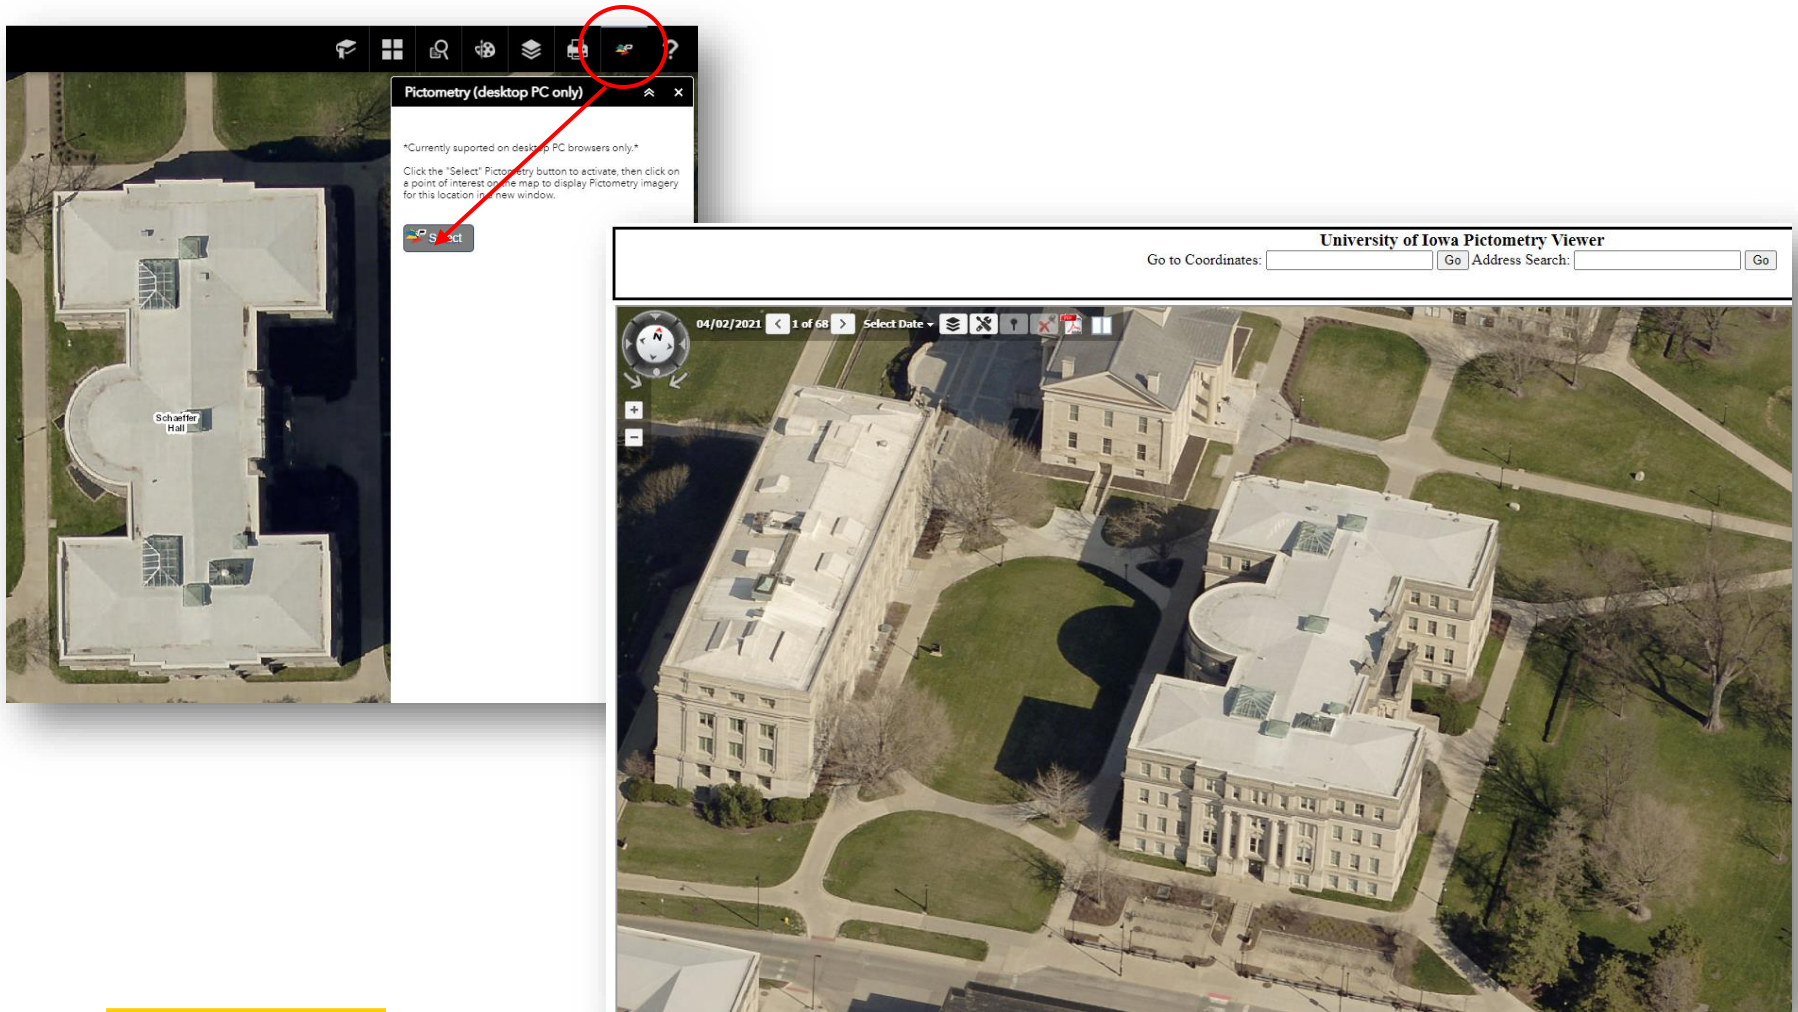 Pictometry (desktop PC only)
*Currently suported on desktop PC browsers only.*
Click the "Select" Pictometry button to activate, then click on
a point of interest on the map to display Pictometry imagery
for this location in a new window.
Select
Schaeffer
Hall
University of Iowa Pictometry Viewer
Go to Coordinates: Go Address Search: Go
04/02/2021 1 of 68 Select Date
N